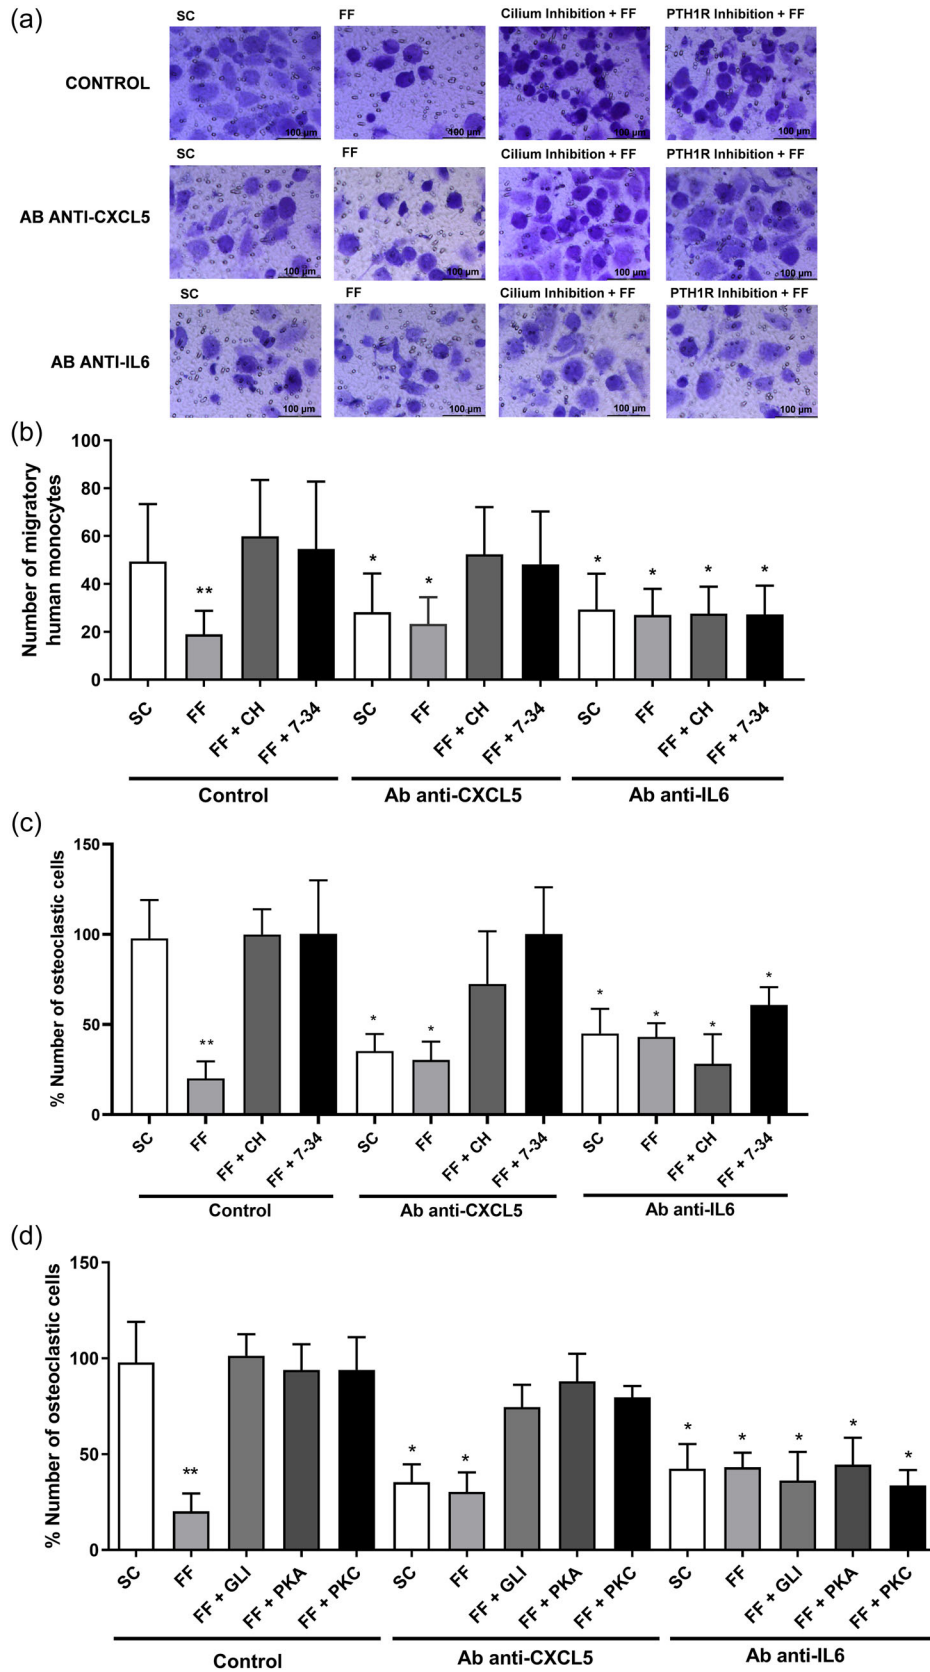 (a)
SC FF Cilium Inhibition + FF PTH1R Inhibition + FF
CONTROL
100 µm 100 µm 100 µm 100 µm
SC FF Cilium Inhibition + FF PTH1R Inhibition + FF
AB ANTI-CXCL5
100 µm 100 µm 100 µm 100 µm
SC FF Cilium Inhibition + FF PTH1R Inhibition + FF
AB ANTI-IL6
100 µm 100 µm 100 µm 100 µm
(b)
Number of migratory
human monocytes
100
80
60
40
20
0
** * * * * * *
SC FF FF + CH FF + 7-34 SC FF FF + CH FF + 7-34 SC FF FF + CH FF + 7-34
Control Ab anti-CXCL5 Ab anti-IL6
(c)
% Number of osteoclastic cells
150
100
50
0
** * * * * * *
SC FF FF + CH FF + 7-34 SC FF FF + CH FF + 7-34 SC FF FF + CH FF + 7-34
Control Ab anti-CXCL5 Ab anti-IL6
(d)
% Number of osteoclastic cells
150
100
50
0
** * * * * * * *
SC FF FF + GLI FF + PKA FF + PKC SC FF FF + GLI FF + PKA FF + PKC SC FF FF + GLI FF + PKA FF + PKC
Control Ab anti-CXCL5 Ab anti-IL6